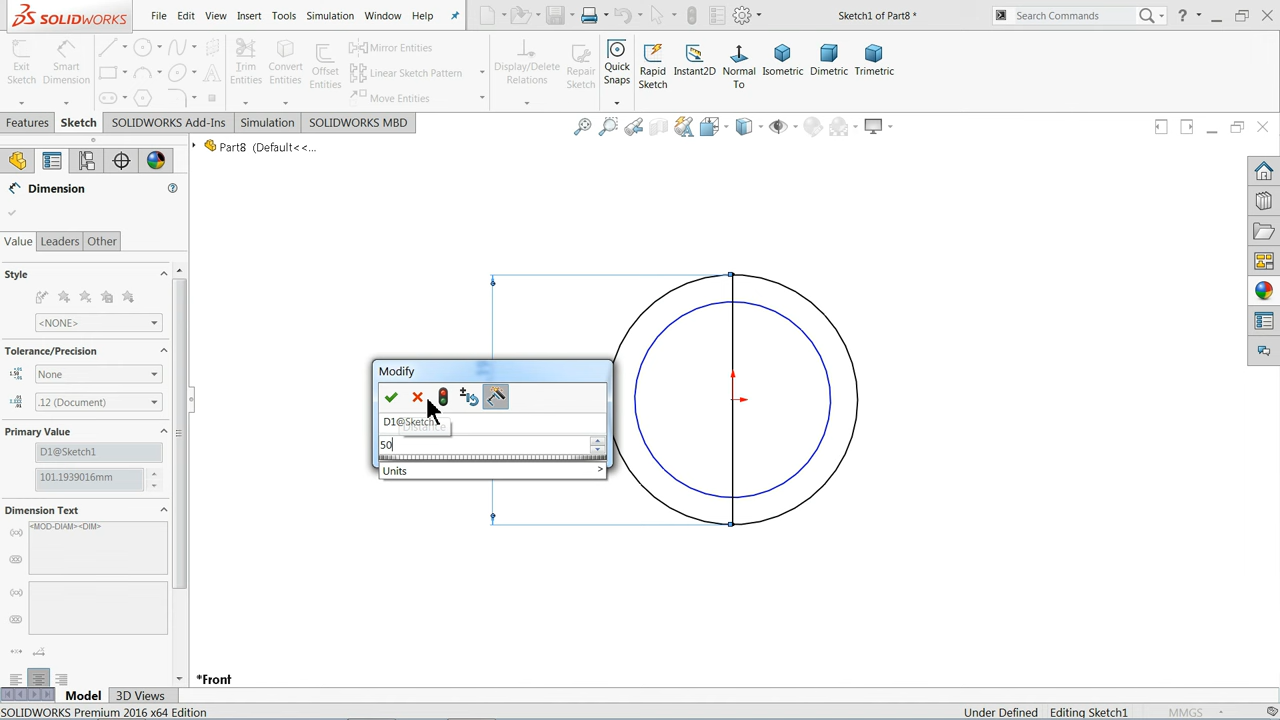 SOLIDWORKS File Edit View Insert Tools Simulation Window Help Sketch1 of Part8 * Search Commands ?
Exit Sketch
Smart Dimension
Trim Entities
Convert Entities
Offset Entities
Mirror Entities
Linear Sketch Pattern
Move Entities
Display/Delete Relations
Repair Sketch
Quick Snaps
Rapid Sketch
Instant2D
Normal To
Isometric
Dimetric
Trimetric
Features Sketch SOLIDWORKS Add-Ins Simulation SOLIDWORKS MBD
Part8 (Default<<...
Dimension ?
Value Leaders Other
Style
<NONE>
Tolerance/Precision
None
.12 (Document)
Primary Value
D1@Sketch1
101.1939016mm
Dimension Text
<MOD-DIAM><DIM>
Modify
D1@Sketch1
Distance
50
Units >
*Front
Model 3D Views
SOLIDWORKS Premium 2016 x64 Edition Under Defined Editing Sketch1 MMGS